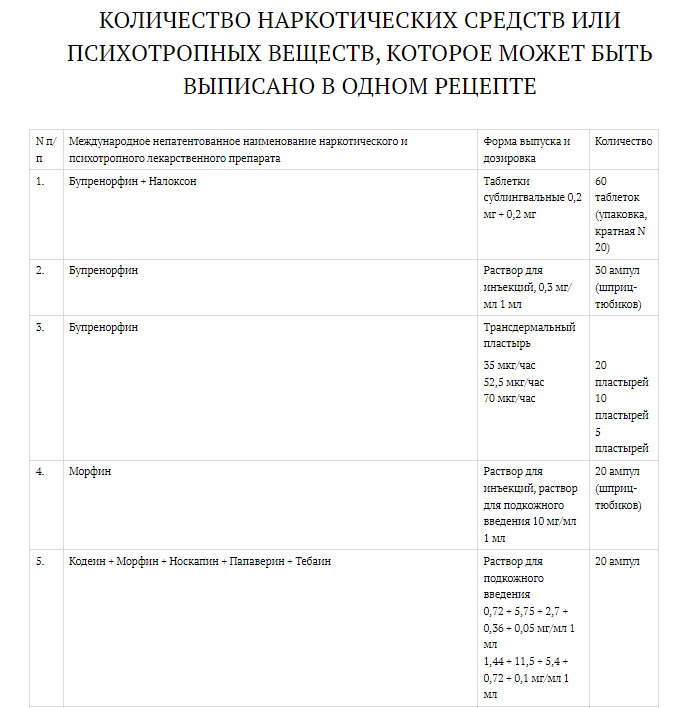 КОЛИЧЕСТВО НАРКОТИЧЕСКИХ СРЕДСТВ ИЛИ
ПСИХОТРОПНЫХ ВЕЩЕСТВ, КОТОРОЕ МОЖЕТ БЫТЬ
ВЫПИСАНО В ОДНОМ РЕЦЕПТЕ
N п/
п
Международное непатентованное наименование наркотического и
психотропного лекарственного препарата
Форма выпуска и
дозировка
Количество
1.
Бупренорфин + Налоксон
Таблетки
сублингвальные 0,2
мг + 0,2 мг
60
таблеток
(упаковка,
кратная N
20)
2.
Бупренорфин
Раствор для
инъекций, 0,3 мг/
мл 1 мл
30 ампул
(шприц-
тюбиков)
3.
Бупренорфин
Трансдермальный
пластырь
35 мкг/час
52,5 мкг/час
70 мкг/час
20
пластырей
10
пластырей
5
пластырей
4.
Морфин
Раствор для
инъекций, раствор
для подкожного
введения 10 мг/мл
1 мл
20 ампул
(шприц-
тюбиков)
5.
Кодеин + Морфин + Носкапин + Папаверин + Тебаин
Раствор для
подкожного
введения
0,72 + 5,75 + 2,7 +
0,36 + 0,05 мг/мл 1
мл
1,44 + 11,5 + 5,4 +
0,72 + 0,1 мг/мл 1
мл
20 ампул